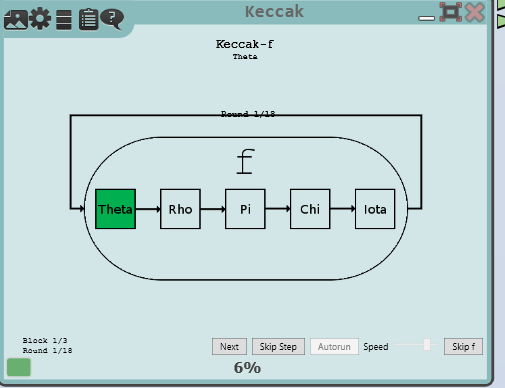 Keccak
Keccak-f
Theta
Round 1/18
f
Theta Rho Pi Chi Iota
Block 1/3
Round 1/18
Next Skip Step Autorun Speed Skip f
6%